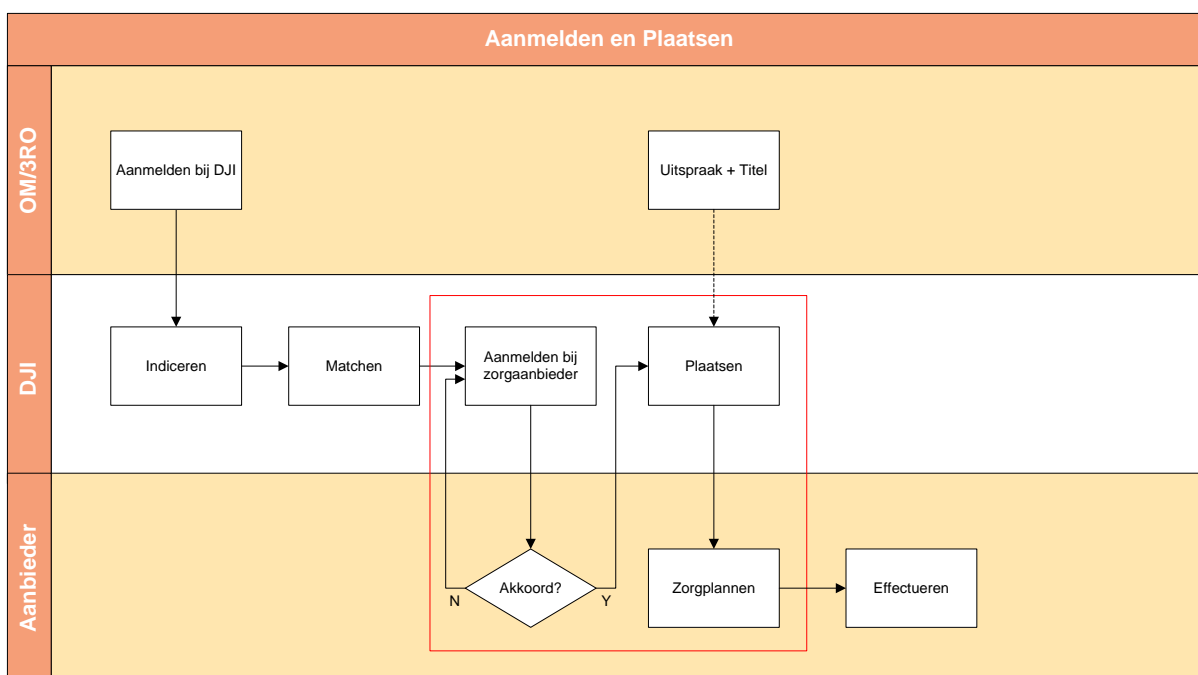 Aanmelden en Plaatsen
OM/3RO
Aanmelden bij DJI
Uitspraak + Titel
DJI
Indiceren
Matchen
Aanmelden bij
zorgaanbieder
Plaatsen
Aanbieder
N
Akkoord?
Y
Zorgplannen
Effectueren